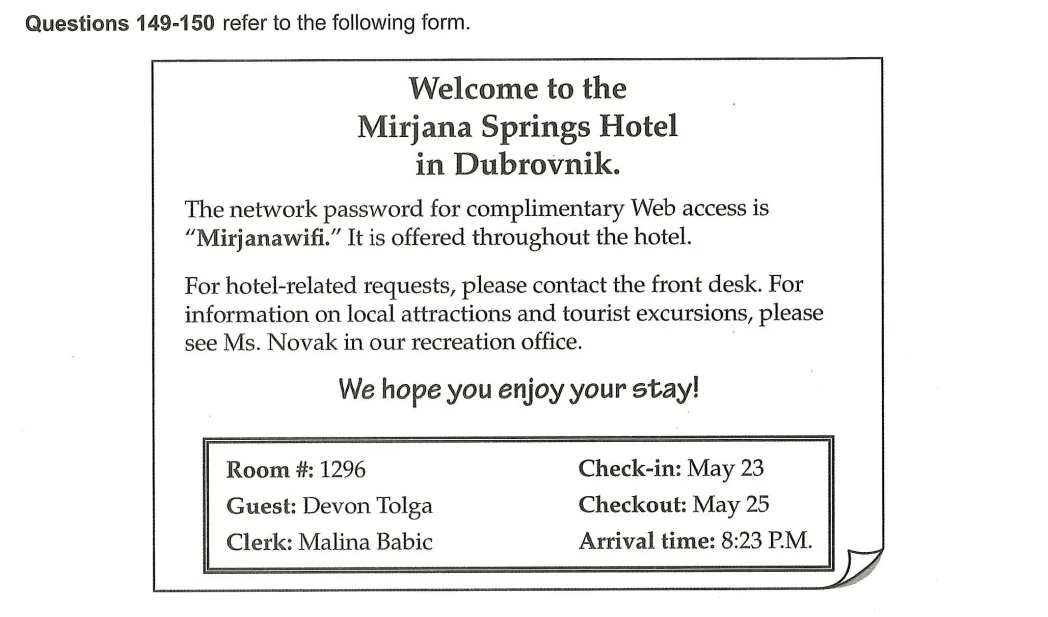 Questions 149-150 refer to the following form.
Welcome to the
Mirjana Springs Hotel
in Dubrovnik.
The network password for complimentary Web access is
“Mirjanawifi.” It is offered throughout the hotel.
For hotel-related requests, please contact the front desk. For
information on local attractions and tourist excursions, please
see Ms. Novak in our recreation office.
We hope you enjoy your stay!
Room #: 1296
Guest: Devon Tolga
Clerk: Malina Babic
Check-in: May 23
Checkout: May 25
Arrival time: 8:23 P.M.